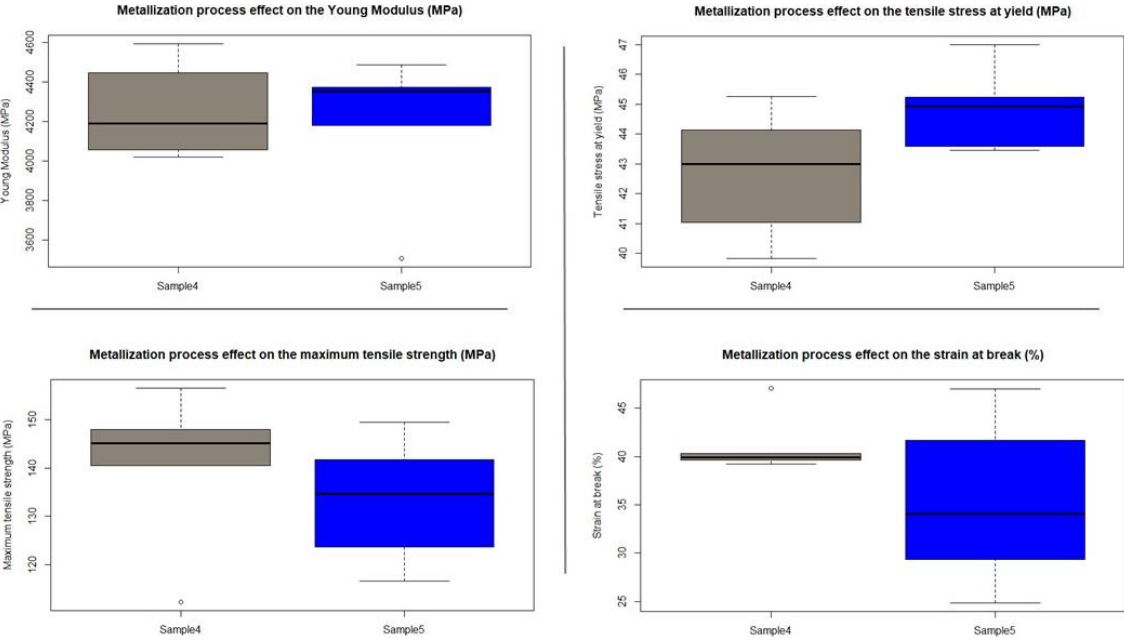 Metallization process effect on the Young Modulus (MPa)
Young Modulus (MPa)
4600
4400
4200
4000
3800
3600
Sample4 Sample5
Metallization process effect on the tensile stress at yield (MPa)
Tensile stress at yield (MPa)
47
46
45
44
43
42
41
40
Sample4 Sample5
Metallization process effect on the maximum tensile strength (MPa)
Maximum tensile strength (MPa)
150
140
130
120
Sample4 Sample5
Metallization process effect on the strain at break (%)
Strain at break (%)
45
40
35
30
25
Sample4 Sample5